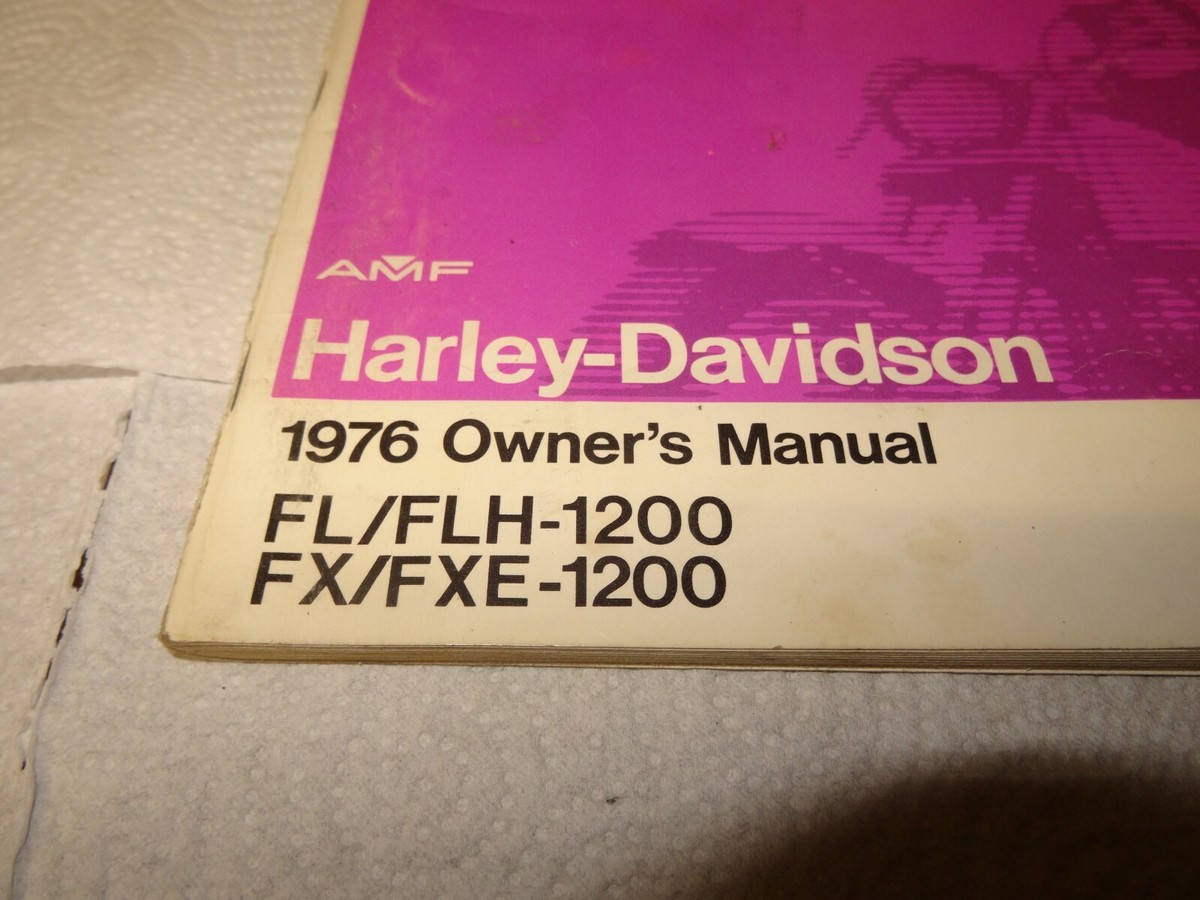 AMF
Harley-Davidson
1976 Owner's Manual
FL/FLH-1200
FX/FXE-1200